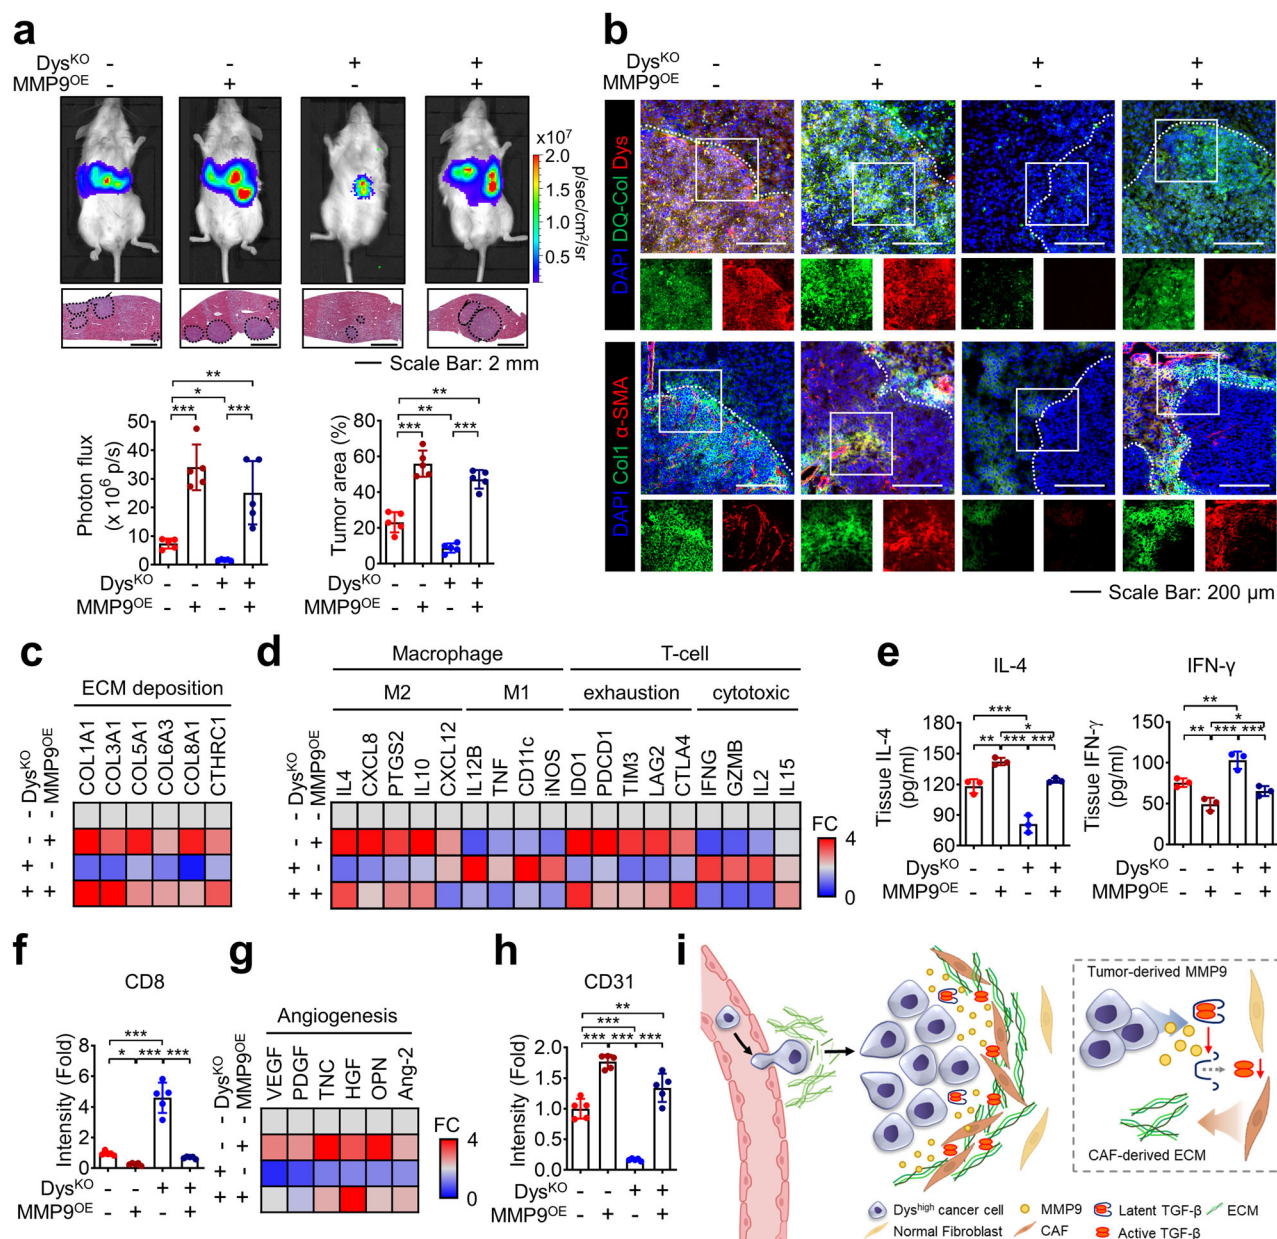 a
Dys^KO - - + +
MMP9^OE - + - +
x10^7
2.0
1.5
1.0
0.5
p/sec/cm²/sr
Scale Bar: 2 mm
Photon flux
(x 10^6 p/s)
50
40
30
20
10
0
** * *** ***
Dys^KO - - + +
MMP9^OE - + - +
Tumor area (%)
80
60
40
20
0
** ** *** ***
Dys^KO - - + +
MMP9^OE - + - +
b
Dys^KO - - + +
MMP9^OE - + - +
DAPI DQ-Col Dys
DAPI Col1 α-SMA
Scale Bar: 200 µm
c
ECM deposition
Dys^KO MMP9^OE
COL1A1 COL3A1 COL5A1 COL6A3 COL8A1 CTHRC1
- -
- +
+ -
+ +
d
Macrophage T-cell
M2 M1 exhaustion cytotoxic
IL4 CXCL8 PTGS2 IL10 CXCL12 IL12B TNF CD11c iNOS IDO1 PDCD1 TIM3 LAG2 CTLA4 IFNG GZMB IL2 IL15
Dys^KO MMP9^OE
- -
- +
+ -
+ +
FC
4
0
e
IL-4
Tissue IL-4
(pg/ml)
180
150
120
90
60
*** * ** *** ***
Dys^KO - - + +
MMP9^OE - + - +
IFN-γ
Tissue IFN-γ
(pg/ml)
150
100
50
0
** * ** *** ***
Dys^KO - - + +
MMP9^OE - + - +
f
CD8
Intensity (Fold)
8
6
4
2
0
*** * *** ***
Dys^KO - - + +
MMP9^OE - + - +
g
Angiogenesis
Dys^KO MMP9^OE
VEGF PDGF TNC HGF OPN Ang-2
- -
- +
+ -
+ +
FC
4
0
h
CD31
Intensity (Fold)
2.0
1.5
1.0
0.5
0.0
** *** *** *** ***
Dys^KO - - + +
MMP9^OE - + - +
i
Tumor-derived MMP9
CAF-derived ECM
Dys^high cancer cell MMP9 Latent TGF-β ECM
Normal Fibroblast CAF Active TGF-β